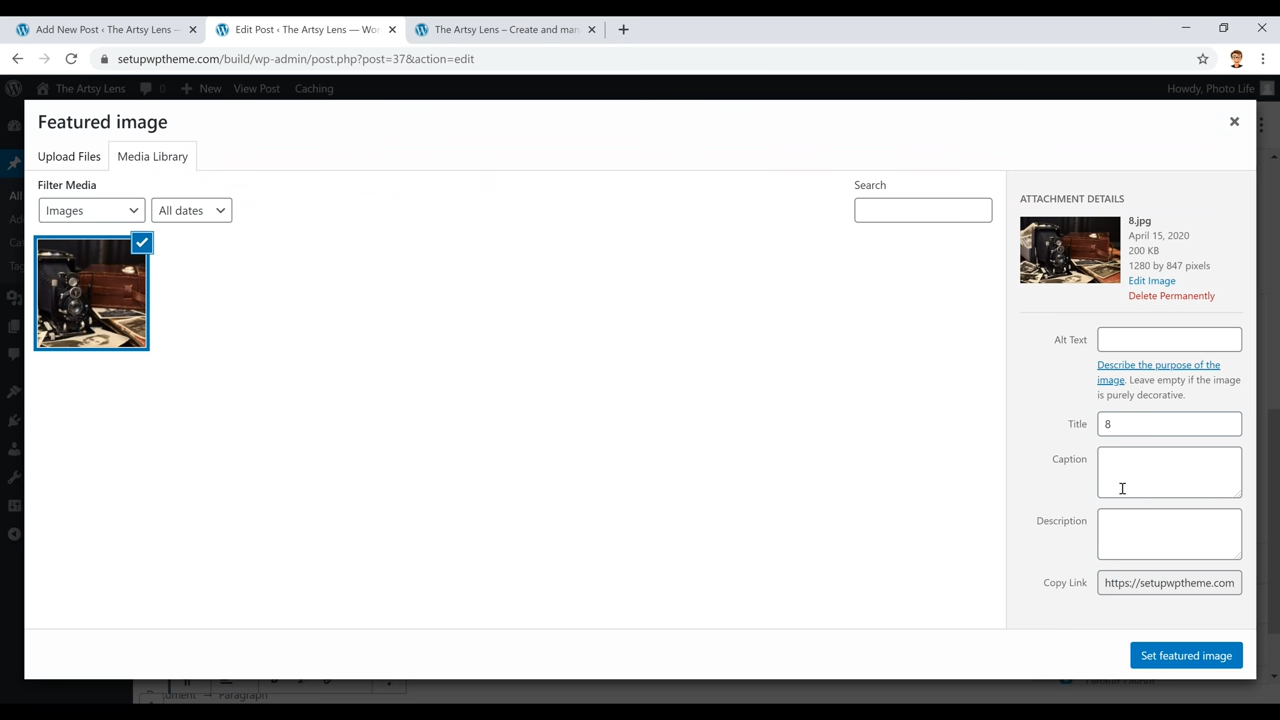 Add New Post ‹ The Artsy Lens —
Edit Post ‹ The Artsy Lens — Wo
The Artsy Lens – Create and man
setupwptheme.com/build/wp-admin/post.php?post=37&action=edit
The Artsy Lens
0
New
View Post
Caching
Howdy, Photo Life
Featured image
Upload Files
Media Library
Filter Media
Search
Images
All dates
ATTACHMENT DETAILS
8.jpg
April 15, 2020
200 KB
1280 by 847 pixels
Edit Image
Delete Permanently
Alt Text
Describe the purpose of the
image. Leave empty if the image
is purely decorative.
Title
8
Caption
Description
Copy Link
https://setupwptheme.com
Set featured image
Paragraph